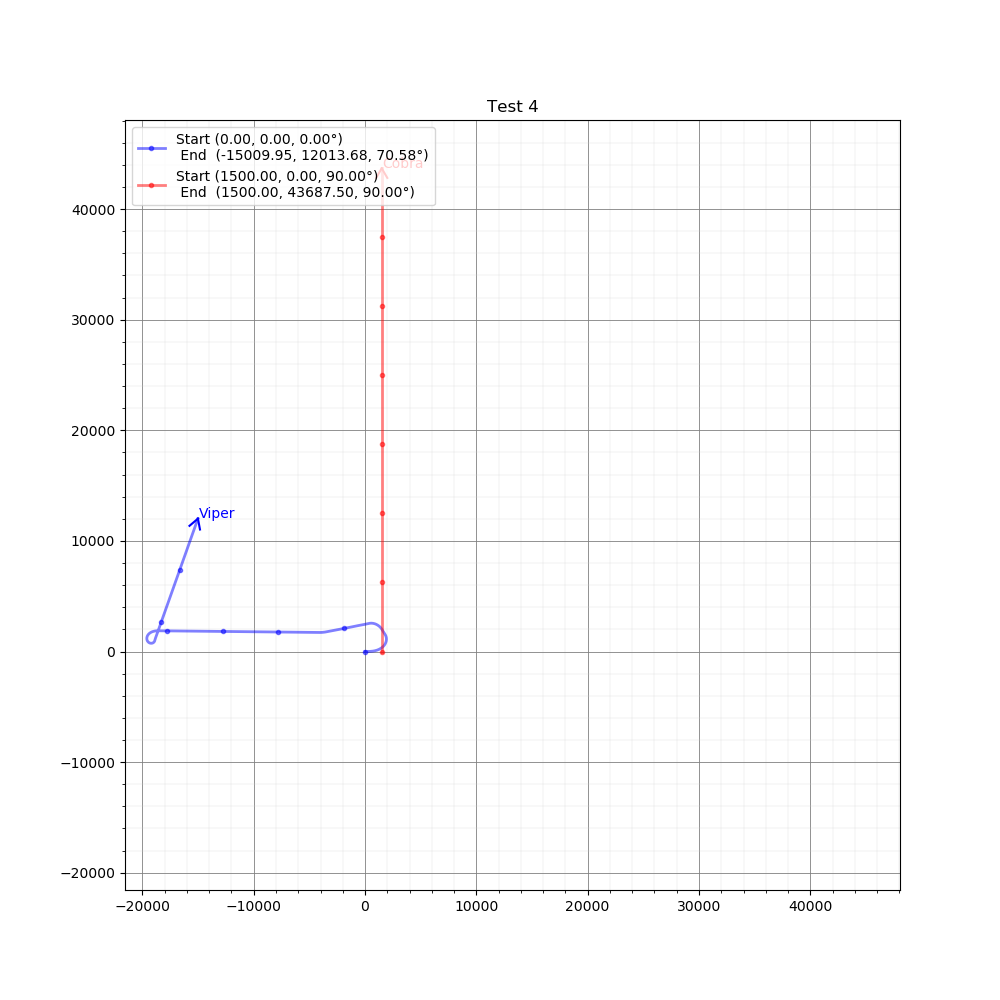 Test 4
Start (0.00, 0.00, 0.00°)
End (-15009.95, 12013.68, 70.58°)
Start (1500.00, 0.00, 90.00°)
End (1500.00, 43687.50, 90.00°)
Cobra
Viper
40000
30000
20000
10000
0
−10000
−20000
−20000 −10000 0 10000 20000 30000 40000